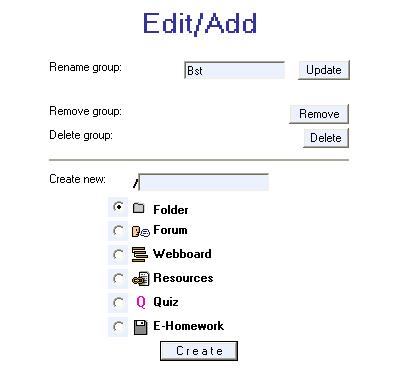 Edit/Add
Rename group: Bst Update
Remove group: Remove
Delete group: Delete
Create new: /
Folder
Forum
Webboard
Resources
Q Quiz
E-Homework
Create